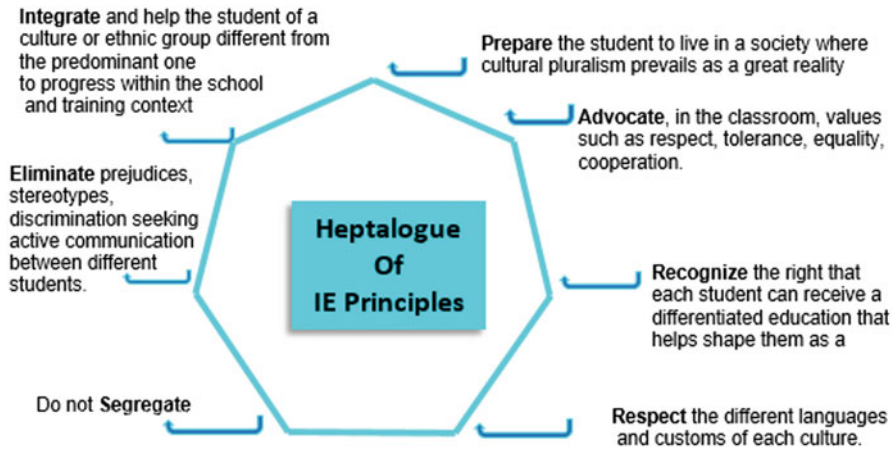 Integrate and help the student of a
culture or ethnic group different from
the predominant one
to progress within the school
and training context
Prepare the student to live in a society where
cultural pluralism prevails as a great reality
Advocate, in the classroom, values
such as respect, tolerance, equality,
cooperation.
Eliminate prejudices,
stereotypes,
discrimination seeking
active communication
between different
students.
Heptalogue
Of
IE Principles
Recognize the right that
each student can receive a
differentiated education that
helps shape them as a
Do not Segregate
Respect the different languages
and customs of each culture.